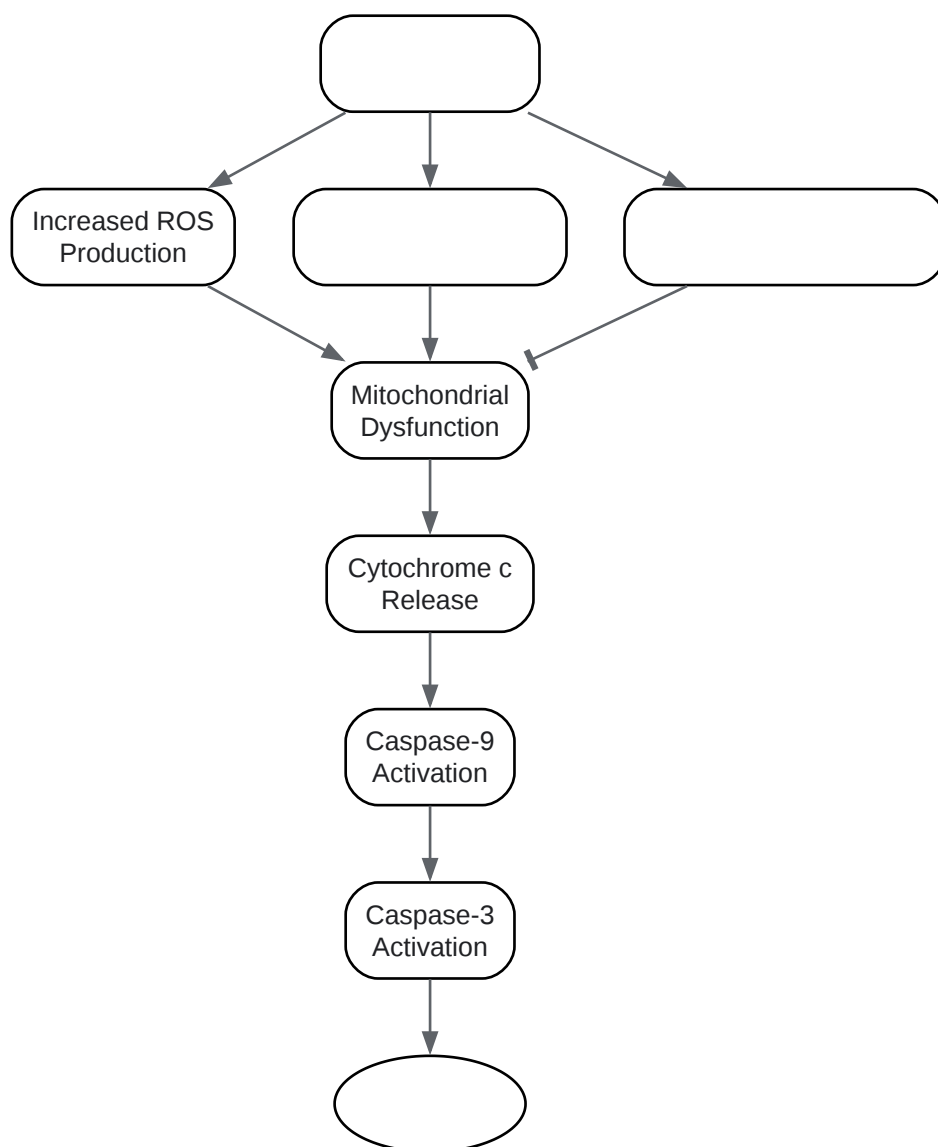 Increased ROS
Production
Mitochondrial
Dysfunction
Cytochrome c
Release
Caspase-9
Activation
Caspase-3
Activation